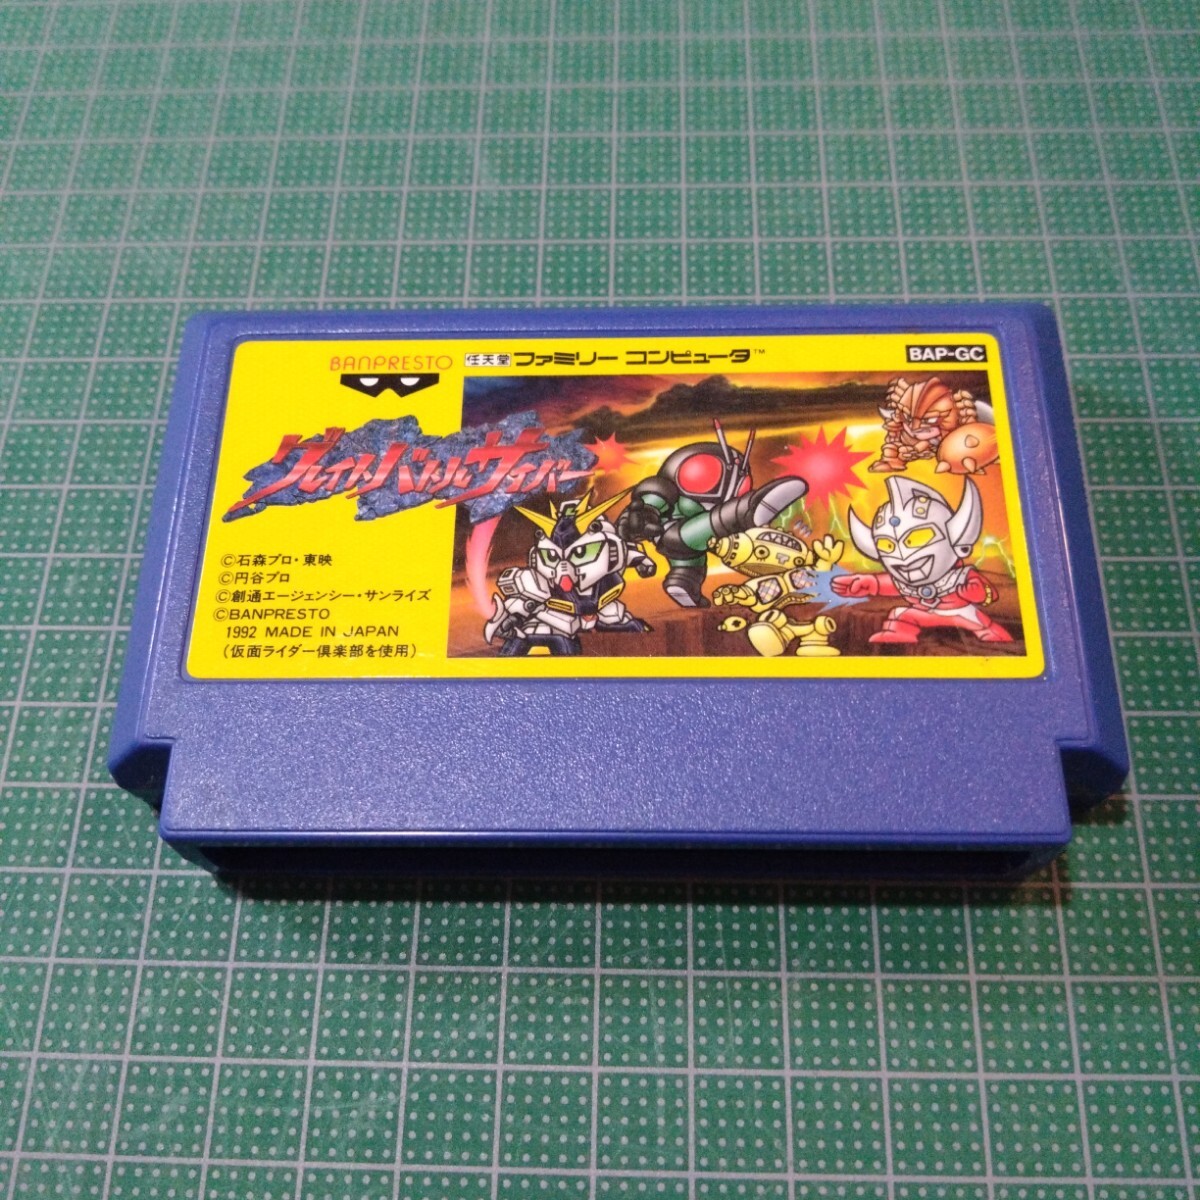 BANPRESTO
任天堂 ファミリー コンピュータ™
BAP-GC
グレイトバトルサイバー
©石森プロ・東映
©円谷プロ
©創通エージェンシー・サンライズ
©BANPRESTO
1992 MADE IN JAPAN
(仮面ライダー倶楽部を使用)